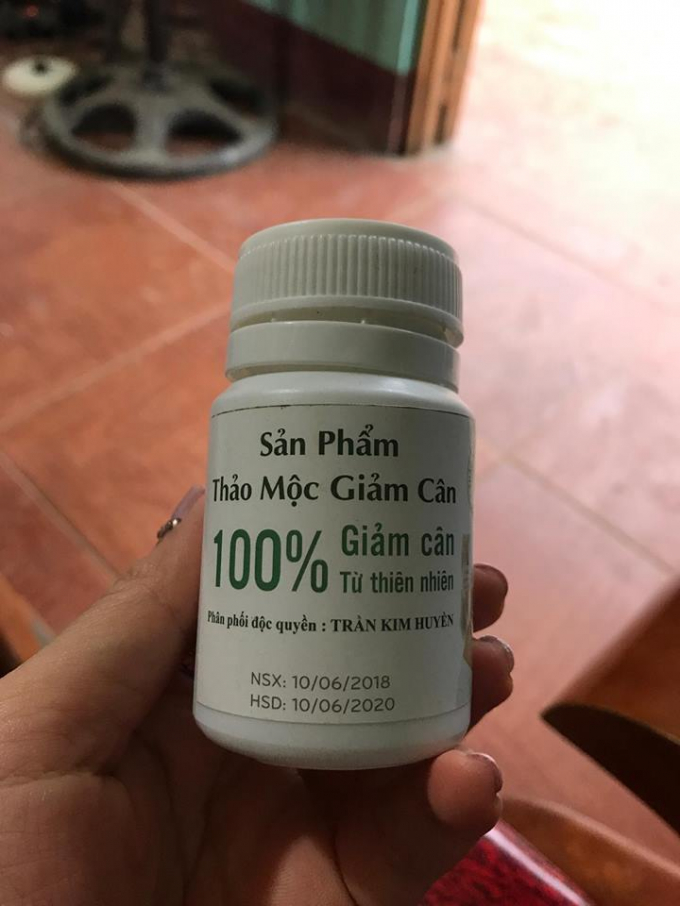 Sản Phẩm
Thảo Mộc Giảm Cân
100% Giảm cân
Từ thiên nhiên
Phân phối độc quyền : TRẦN KIM HUYỀN
NSX: 10/06/2018
HSD: 10/06/2020